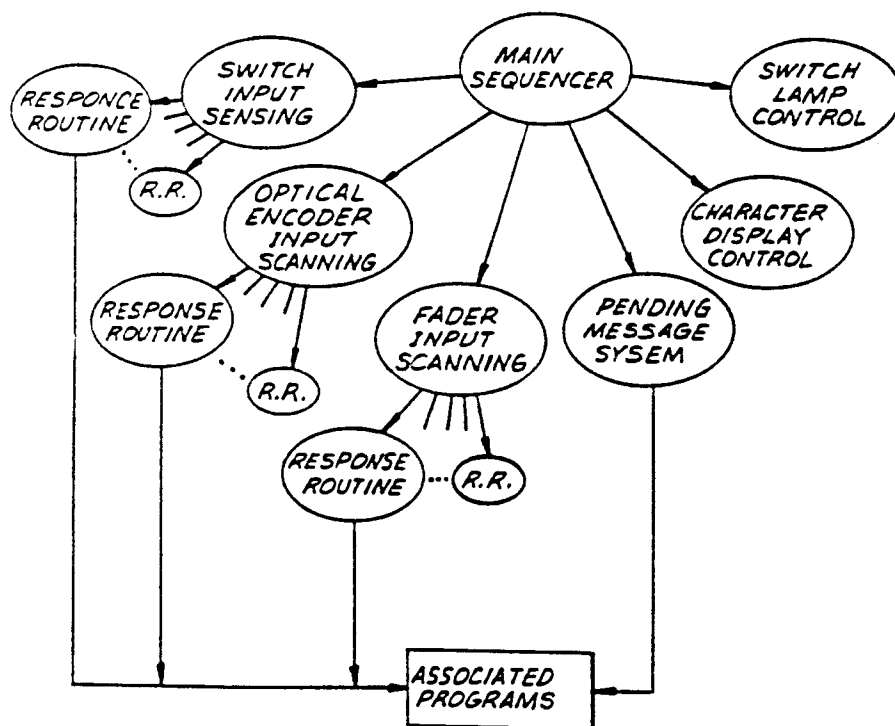 MAIN
SEQUENCER
SWITCH
INPUT
SENSING
SWITCH
LAMP
CONTROL
RESPONCE
ROUTINE
R.R.
OPTICAL
ENCODER
INPUT
SCANNING
CHARACTER
DISPLAY
CONTROL
RESPONSE
ROUTINE
R.R.
FADER
INPUT
SCANNING
PENDING
MESSAGE
SYSEM
RESPONSE
ROUTINE
R.R.
ASSOCIATED
PROGRAMS